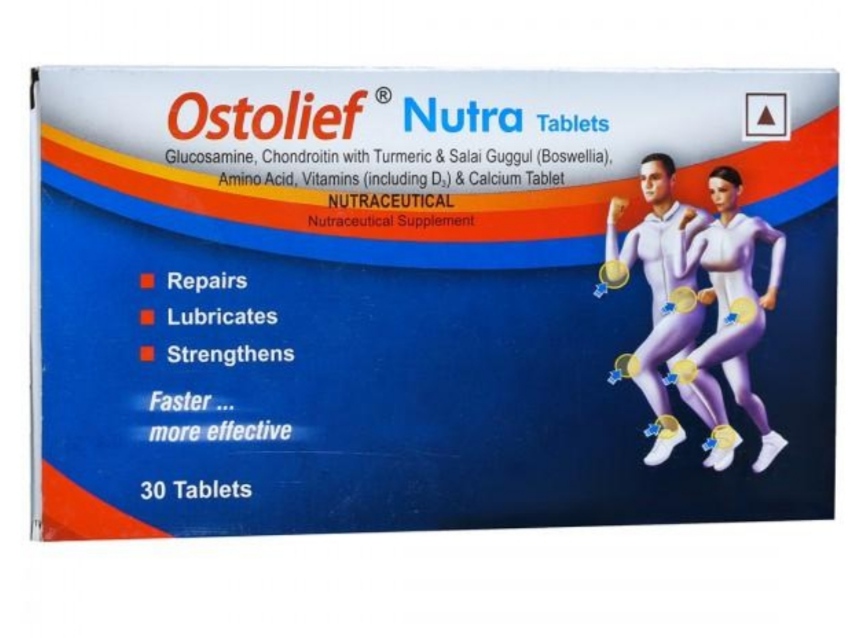 Ostolief® Nutra Tablets
Glucosamine, Chondroitin with Turmeric & Salai Guggul (Boswellia),
Amino Acid, Vitamins (including D₃) & Calcium Tablet
NUTRACEUTICAL
Nutraceutical Supplement
Repairs
Lubricates
Strengthens
Faster ...
more effective
30 Tablets